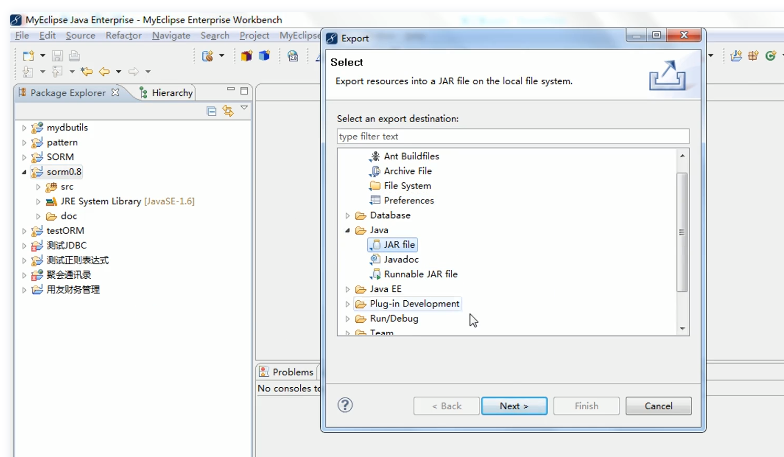 MyEclipse Java Enterprise - MyEclipse Enterprise Workbench
File Edit Source Refactor Navigate Search Project MyEclipse
Package Explorer Hierarchy
mydbutils
pattern
SORM
sorm0.8
src
JRE System Library [JavaSE-1.6]
doc
testORM
测试JDBC
测试正则表达式
聚会通讯录
用友财务管理
Problems
No consoles to
Export
Select
Export resources into a JAR file on the local file system.
Select an export destination:
type filter text
Ant Buildfiles
Archive File
File System
Preferences
Database
Java
JAR file
Javadoc
Runnable JAR file
Java EE
Plug-in Development
Run/Debug
Team
< Back Next > Finish Cancel